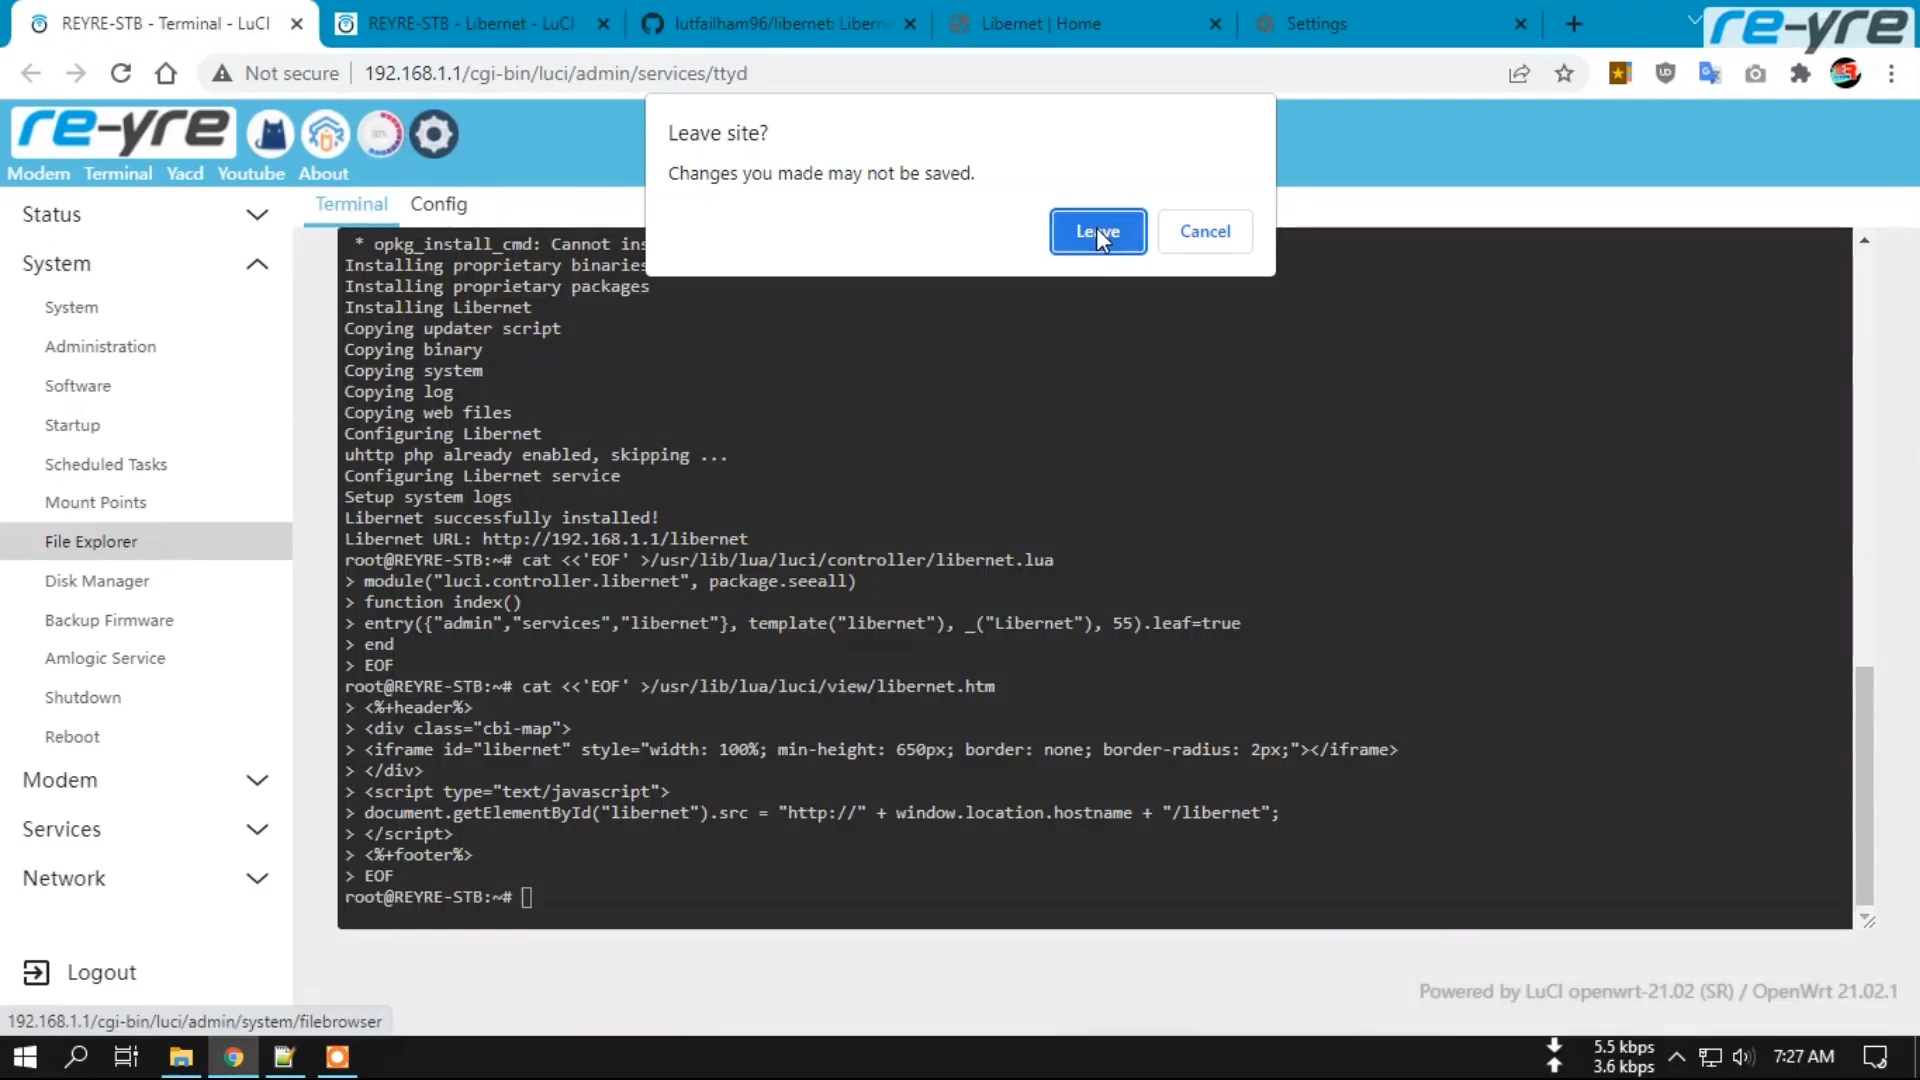 REYRE-STB - Terminal - LuCI
REYRE-STB - Libernet - LuCI
lutfailham96/libernet: Liberne
Libernet | Home
Settings
re-yre
Not secure
192.168.1.1/cgi-bin/luci/admin/services/ttyd
re-yre
Modem Terminal Yacd Youtube About
Leave site?
Changes you made may not be saved.
Leave
Cancel
Status
System
System
Administration
Software
Startup
Scheduled Tasks
Mount Points
File Explorer
Disk Manager
Backup Firmware
Amlogic Service
Shutdown
Reboot
Modem
Services
Network
Logout
Terminal Config
* opkg_install_cmd: Cannot ins
Installing proprietary binaries
Installing proprietary packages
Installing Libernet
Copying updater script
Copying binary
Copying system
Copying log
Copying web files
Configuring Libernet
uhttp php already enabled, skipping ...
Configuring Libernet service
Setup system logs
Libernet successfully installed!
Libernet URL: http://192.168.1.1/libernet
root@REYRE-STB:~# cat <<'EOF' >/usr/lib/lua/luci/controller/libernet.lua
> module("luci.controller.libernet", package.seeall)
> function index()
> entry({"admin","services","libernet"}, template("libernet"), _("Libernet"), 55).leaf=true
> end
> EOF
root@REYRE-STB:~# cat <<'EOF' >/usr/lib/lua/luci/view/libernet.htm
> <%+header%>
> <div class="cbi-map">
> <iframe id="libernet" style="width: 100%; min-height: 650px; border: none; border-radius: 2px;"></iframe>
> </div>
> <script type="text/javascript">
> document.getElementById("libernet").src = "http://" + window.location.hostname + "/libernet";
> </script>
> <%+footer%>
> EOF
root@REYRE-STB:~#
Powered by LuCI openwrt-21.02 (SR) / OpenWrt 21.02.1
192.168.1.1/cgi-bin/luci/admin/system/filebrowser
5.5 kbps
3.6 kbps
7:27 AM